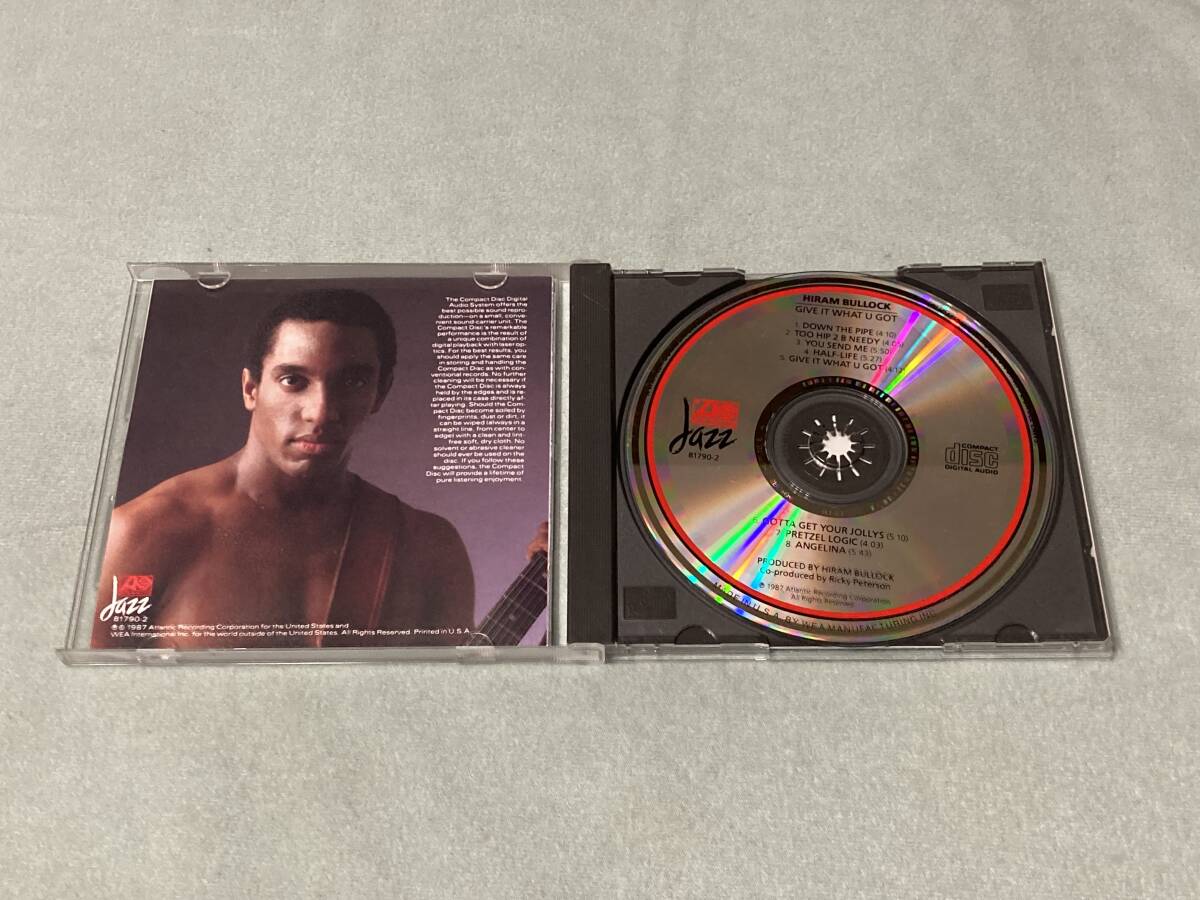 The Compact Disc Digital
Audio System offers the
best possible sound repro-
duction—on a small, conve-
nient sound-carrier unit. The
Compact Disc's remarkable
performance is the result of
a unique combination of
digital playback with laser op-
tics. For the best results, you
should apply the same care
in storing and handling the
Compact Disc as with con-
ventional records. No further
cleaning will be necessary if
the Compact Disc is always
held by the edges and is re-
placed in its case directly af-
ter playing. Should the Com-
pact Disc become soiled by
fingerprints, dust or dirt, it
can be wiped (always in a
straight line, from center to
edge) with a clean and lint-
free soft, dry cloth. No
solvent or abrasive cleaner
should ever be used on the
disc. If you follow these
suggestions, the Compact
Disc will provide a lifetime of
pure listening enjoyment.
Jazz
81790-2
℗ © 1987 Atlantic Recording Corporation for the United States and
WEA International Inc. for the world outside of the United States. All Rights Reserved. Printed in U.S.A.
HIRAM BULLOCK
GIVE IT WHAT U GOT
1. DOWN THE PIPE (4:10)
2. TOO HIP 2 B NEEDY (4:05)
3. YOU SEND ME (5:50)
4. HALF-LIFE (5:27)
5. GIVE IT WHAT U GOT (4:12)
Jazz
81790-2
COMPACT
disc
DIGITAL AUDIO
6. GOTTA GET YOUR JOLLYS (5:10)
7. PRETZEL LOGIC (4:03)
8. ANGELINA (5:43)
PRODUCED BY HIRAM BULLOCK
Co-produced by Ricky Peterson
℗ 1987 Atlantic Recording Corporation
All Rights Reserved.
MADE IN U.S.A. BY WEA MANUFACTURING INC.